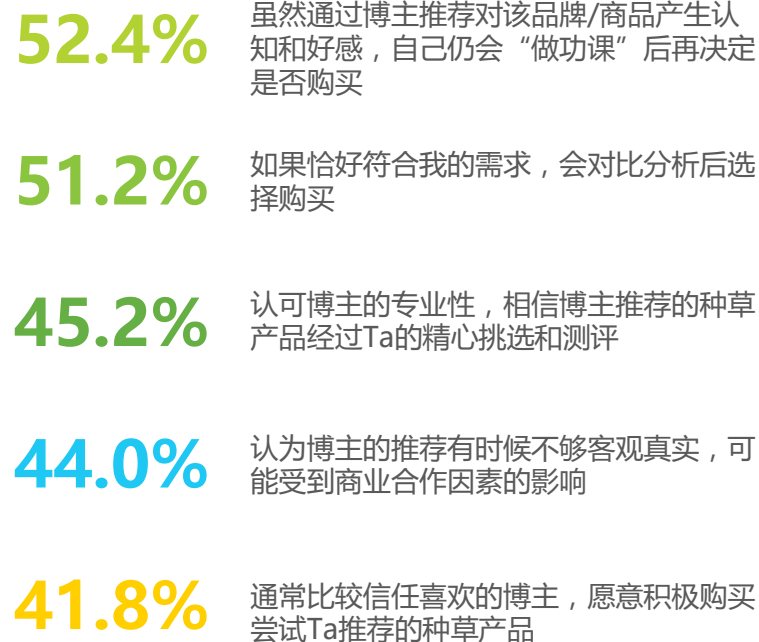 52.4%
虽然通过博主推荐对该品牌/商品产生认
知和好感，自己仍会“做功课”后再决定
是否购买
51.2%
如果恰好符合我的需求，会对比分析后选
择购买
45.2%
认可博主的专业性，相信博主推荐的种草
产品经过Ta的精心挑选和测评
44.0%
认为博主的推荐有时候不够客观真实，可
能受到商业合作因素的影响
41.8%
通常比较信任喜欢的博主，愿意积极购买
尝试Ta推荐的种草产品